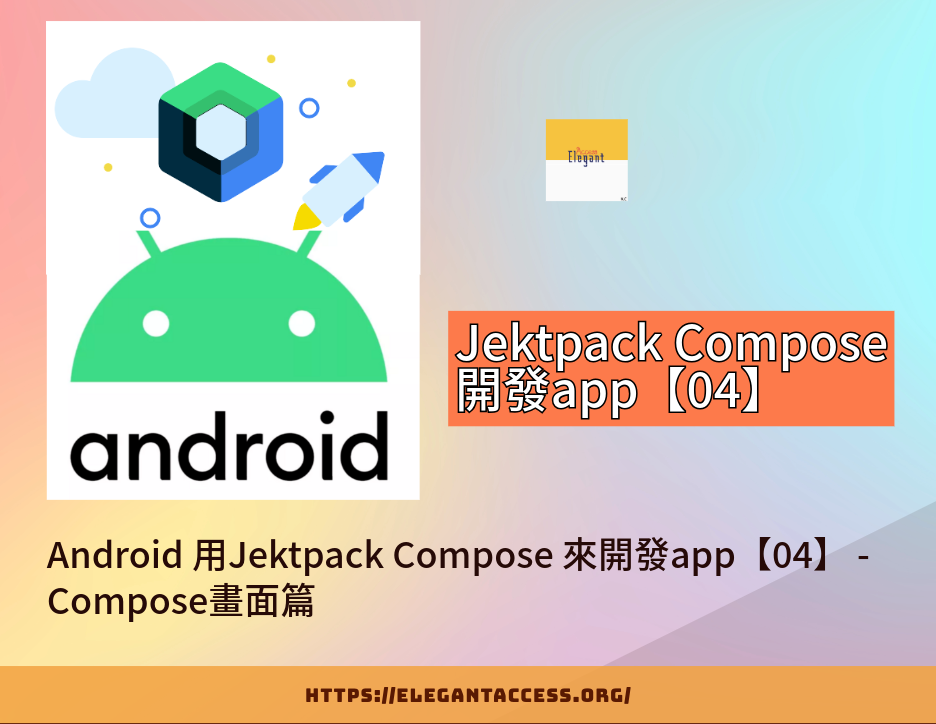 android
Access
Elegant
Jektpack Compose
開發app【04】
Android 用Jektpack Compose 來開發app【04】 -
Compose畫面篇
HTTPS://ELEGANTACCESS.ORG/